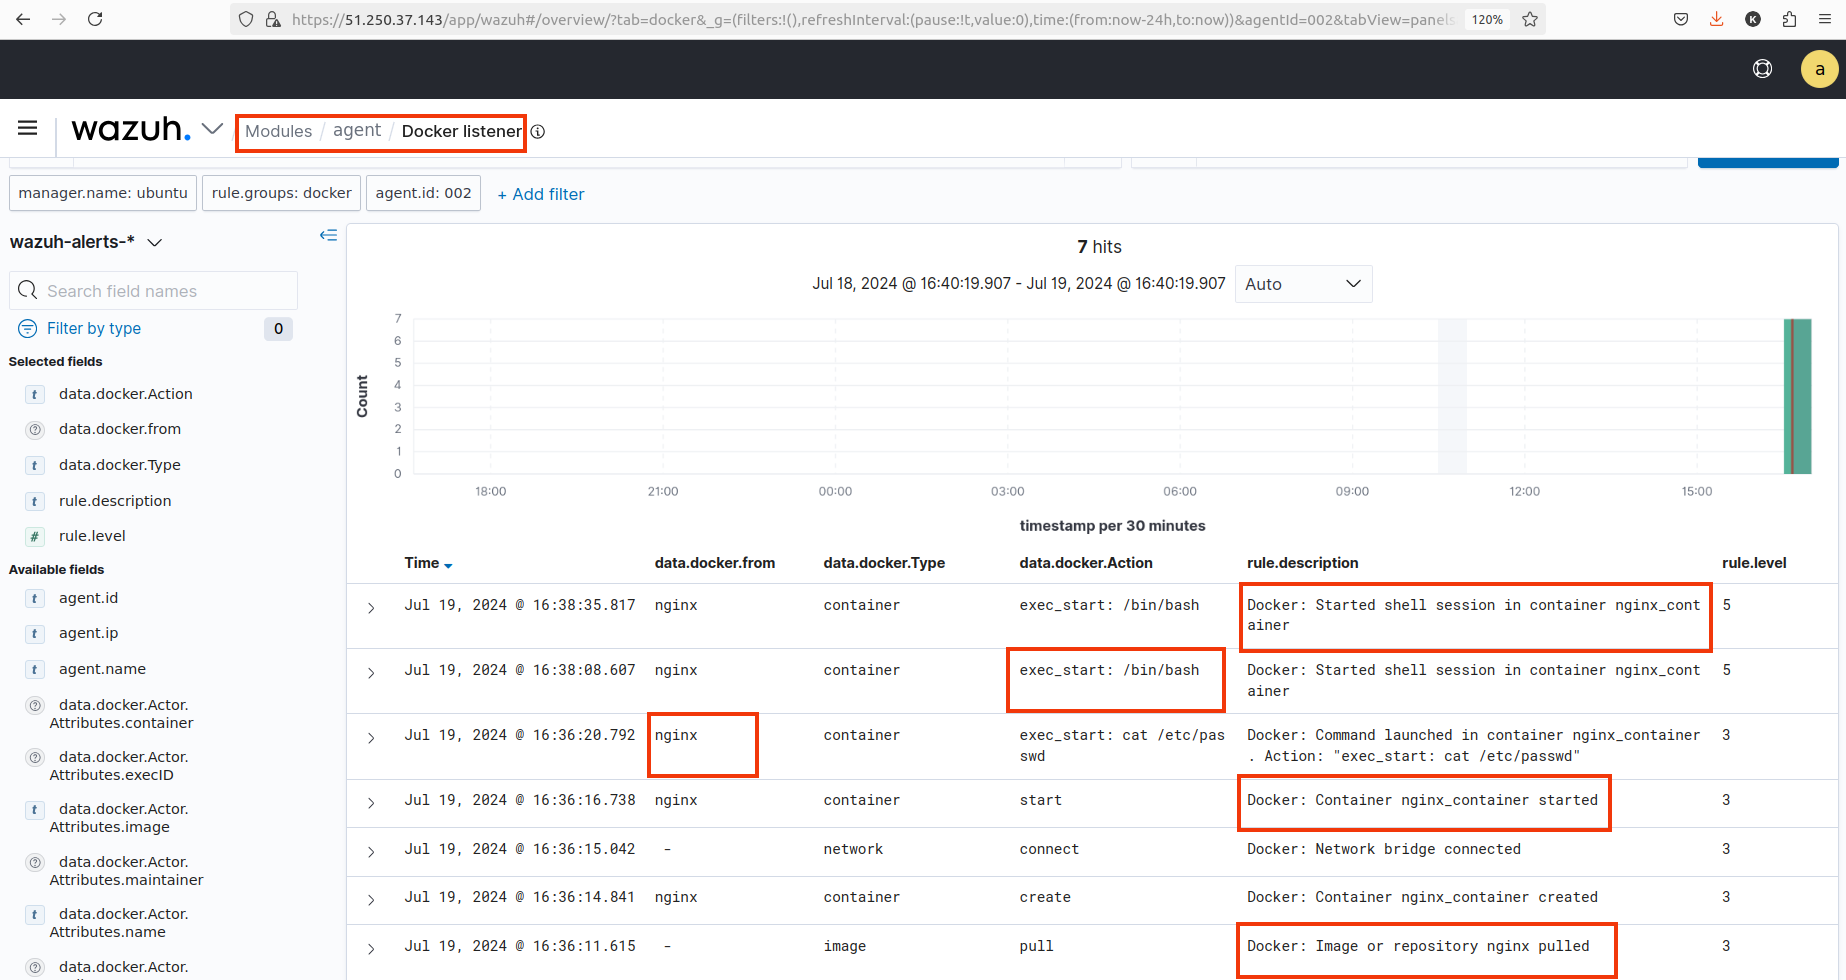 https://51.250.37.143/app/wazuh#/overview/?tab=docker&_g=(filters:!(),refreshInterval:(pause:!t,value:0),time:(from:now-24h,to:now))&agentId=002&tabView=panels
120%
K
a
wazuh. Modules / agent / Docker listener
manager.name: ubuntu rule.groups: docker agent.id: 002 + Add filter
wazuh-alerts-*
Search field names
Filter by type 0
Selected fields
t data.docker.Action
? data.docker.from
t data.docker.Type
t rule.description
# rule.level
Available fields
t agent.id
t agent.ip
t agent.name
? data.docker.Actor.
Attributes.container
? data.docker.Actor.
Attributes.execID
t data.docker.Actor.
Attributes.image
? data.docker.Actor.
Attributes.maintainer
t data.docker.Actor.
Attributes.name
? data.docker.Actor.
7 hits
Jul 18, 2024 @ 16:40:19.907 - Jul 19, 2024 @ 16:40:19.907 Auto
Count
7
6
5
4
3
2
1
0
18:00 21:00 00:00 03:00 06:00 09:00 12:00 15:00
timestamp per 30 minutes
Time data.docker.from data.docker.Type data.docker.Action rule.description rule.level
Jul 19, 2024 @ 16:38:35.817 nginx container exec_start: /bin/bash Docker: Started shell session in container nginx_cont 5
ainer
Jul 19, 2024 @ 16:38:08.607 nginx container exec_start: /bin/bash Docker: Started shell session in container nginx_cont 5
ainer
Jul 19, 2024 @ 16:36:20.792 nginx container exec_start: cat /etc/pas Docker: Command launched in container nginx_container 3
swd . Action: "exec_start: cat /etc/passwd"
Jul 19, 2024 @ 16:36:16.738 nginx container start Docker: Container nginx_container started 3
Jul 19, 2024 @ 16:36:15.042 - network connect Docker: Network bridge connected 3
Jul 19, 2024 @ 16:36:14.841 nginx container create Docker: Container nginx_container created 3
Jul 19, 2024 @ 16:36:11.615 - image pull Docker: Image or repository nginx pulled 3